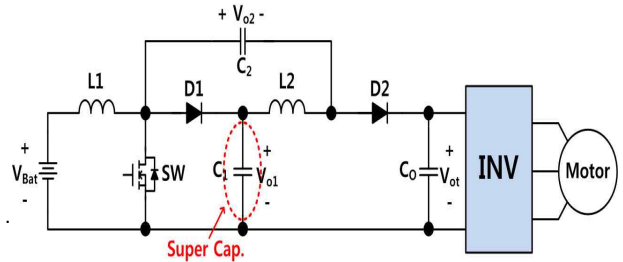 + Vo2 -
C2
L1
D1
L2
D2
+
VBat
-
SW
C1
+
Vo1
-
CO
+
Vot
-
INV
Motor
Super Cap.